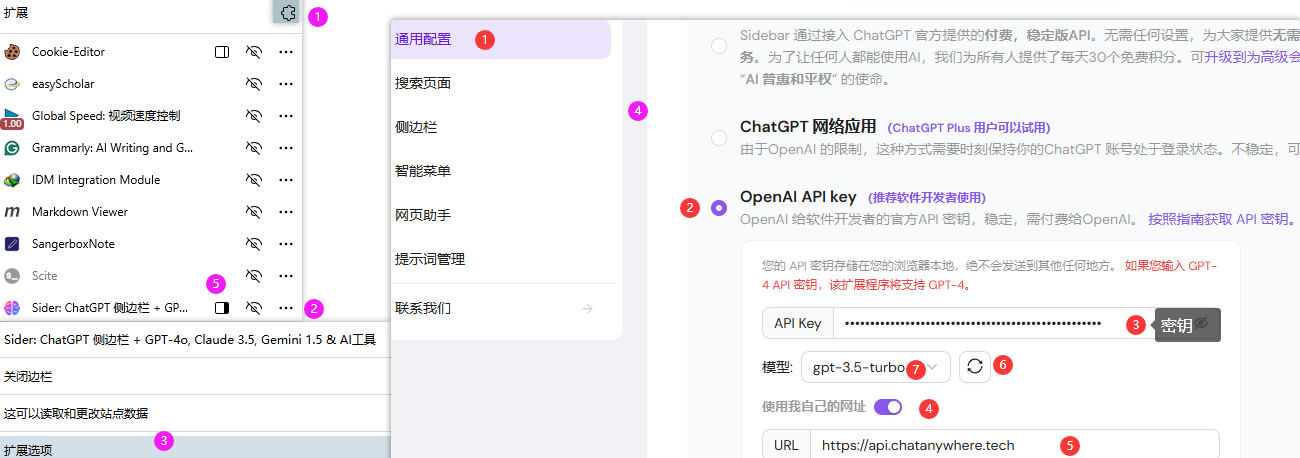 扩展
1
Cookie-Editor
easyScholar
Global Speed: 视频速度控制
1.00
Grammarly: AI Writing and G...
IDM Integration Module
Markdown Viewer
SangerboxNote
Scite
5
Sider: ChatGPT 侧边栏 + GP...
2
Sider: ChatGPT 侧边栏 + GPT-4o, Claude 3.5, Gemini 1.5 & AI工具
关闭边栏
这可以读取和更改站点数据
3
扩展选项
通用配置 1
搜索页面
侧边栏
智能菜单
网页助手
提示词管理
联系我们
4
Sidebar 通过接入 ChatGPT 官方提供的付费，稳定版API。无需任何设置，为大家提供无需
务。为了让任何人都能使用AI，我们为所有人提供了每天30个免费积分。可升级到为高级会
“AI 普惠和平权” 的使命。
ChatGPT 网络应用 (ChatGPT Plus 用户可以试用)
由于OpenAI 的限制，这种方式需要时刻保持你的ChatGPT 账号处于登录状态。不稳定，可
2
OpenAI API key (推荐软件开发者使用)
OpenAI 给软件开发者的官方API 密钥，稳定，需付费给OpenAI。 按照指南获取 API 密钥。
您的 API 密钥存储在您的浏览器本地，绝不会发送到其他任何地方。 如果您输入 GPT-
4 API 密钥，该扩展程序将支持 GPT-4。
API Key •••••••••••••••••••••••••••••••••••••••••••••••••• 3 密钥
模型: gpt-3.5-turbo 7 6
使用我自己的网址 4
URL https://api.chatanywhere.tech 5